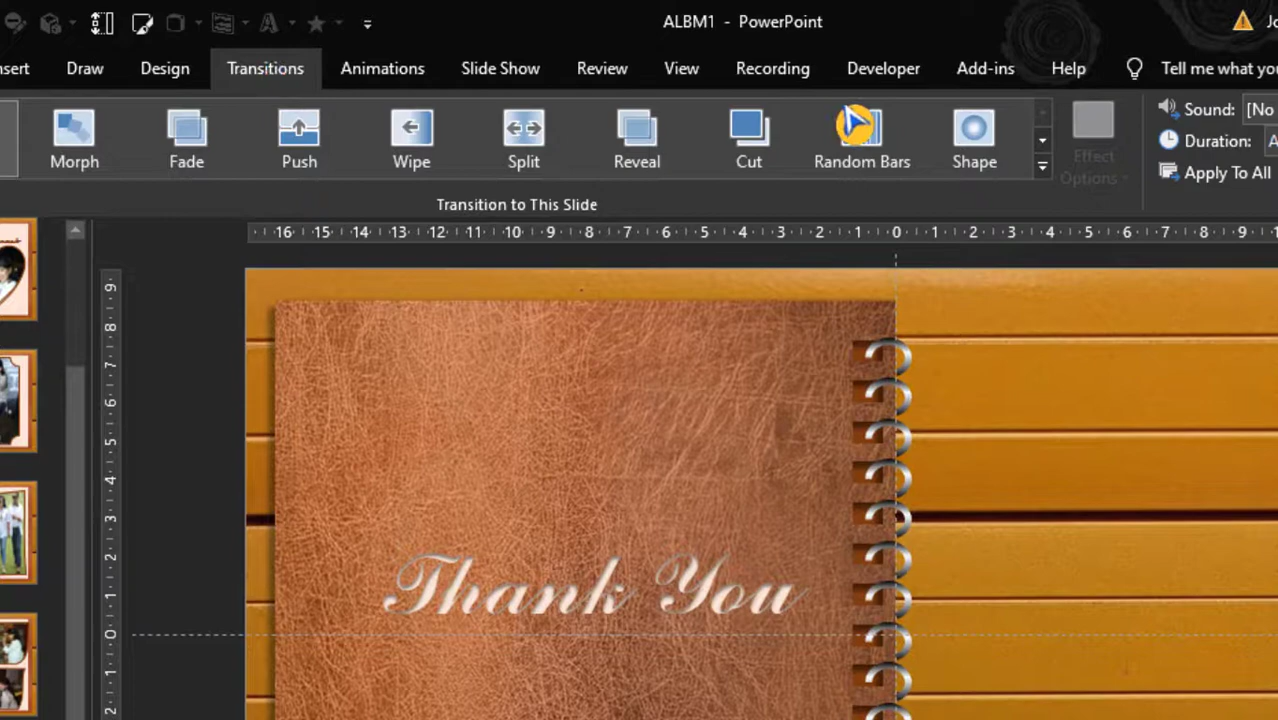 ALBM1 - PowerPoint
Draw Design Transitions Animations Slide Show Review View Recording Developer Add-ins Help Tell me what you
Morph Fade Push Wipe Split Reveal Cut Random Bars Shape Effect Options
Sound: [No
Duration:
Apply To All
Transition to This Slide
16 15 14 13 12 11 10 9 8 7 6 5 4 3 2 1 0 1 2 3 4 5 6 7 8 9
9
8
7
6
5
4
3
2
1
0
1
2
Thank You